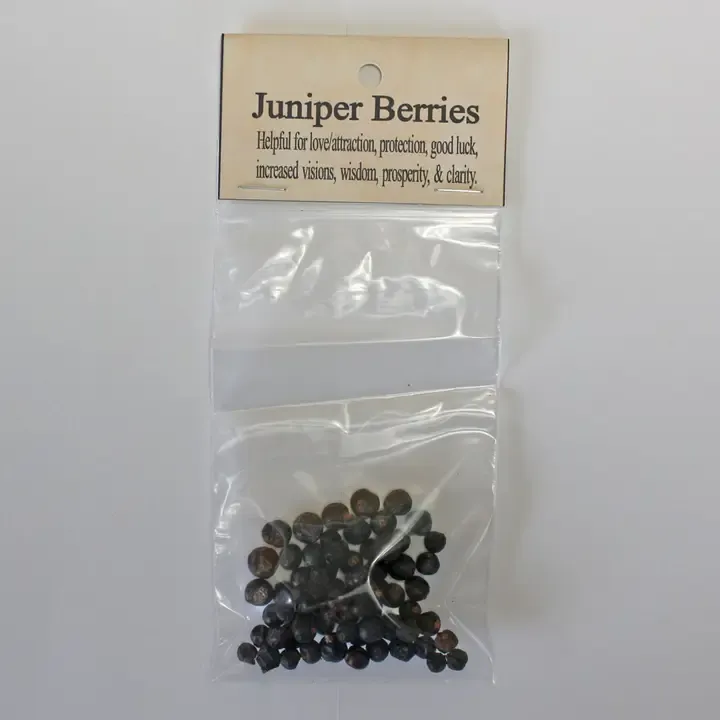 Juniper Berries
Helpful for love/attraction, protection, good luck,
increased visions, wisdom, prosperity, & clarity.